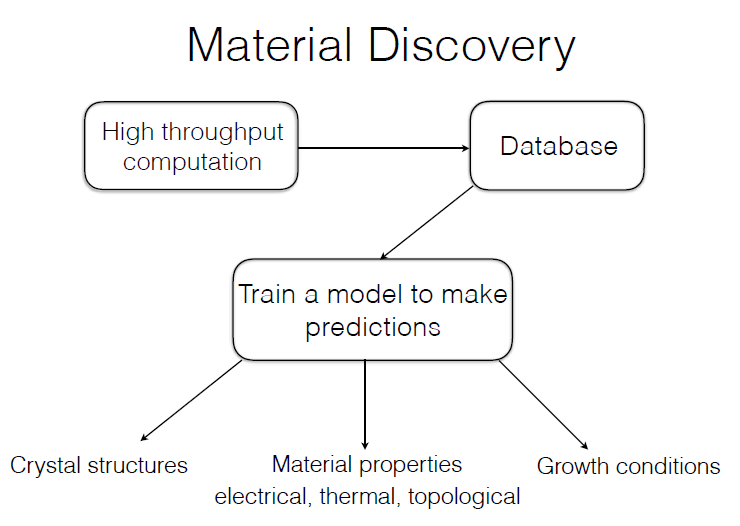 Material Discovery
High throughput
computation
Database
Train a model to make
predictions
Crystal structures
Material properties
electrical, thermal, topological
Growth conditions